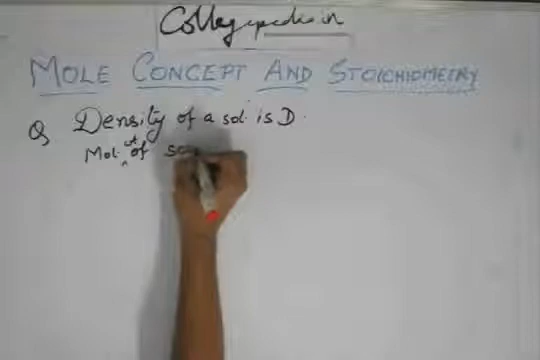 Collegepedia.in
MOLE CONCEPT AND STOICHIOMETRY
Q Density of a sol. is D.
Mol. wt of